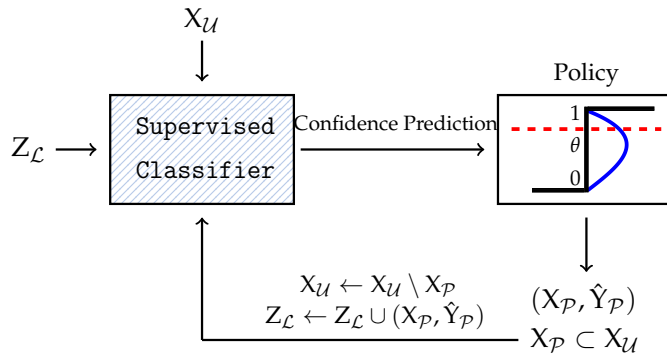 X_𝒰
Policy
Z_ℒ
Supervised
Classifier
Confidence Prediction
1
θ
0
X_𝒰 ← X_𝒰 \ X_𝒫
Z_ℒ ← Z_ℒ ∪ (X_𝒫, Ŷ_𝒫)
(X_𝒫, Ŷ_𝒫)
X_𝒫 ⊂ X_𝒰